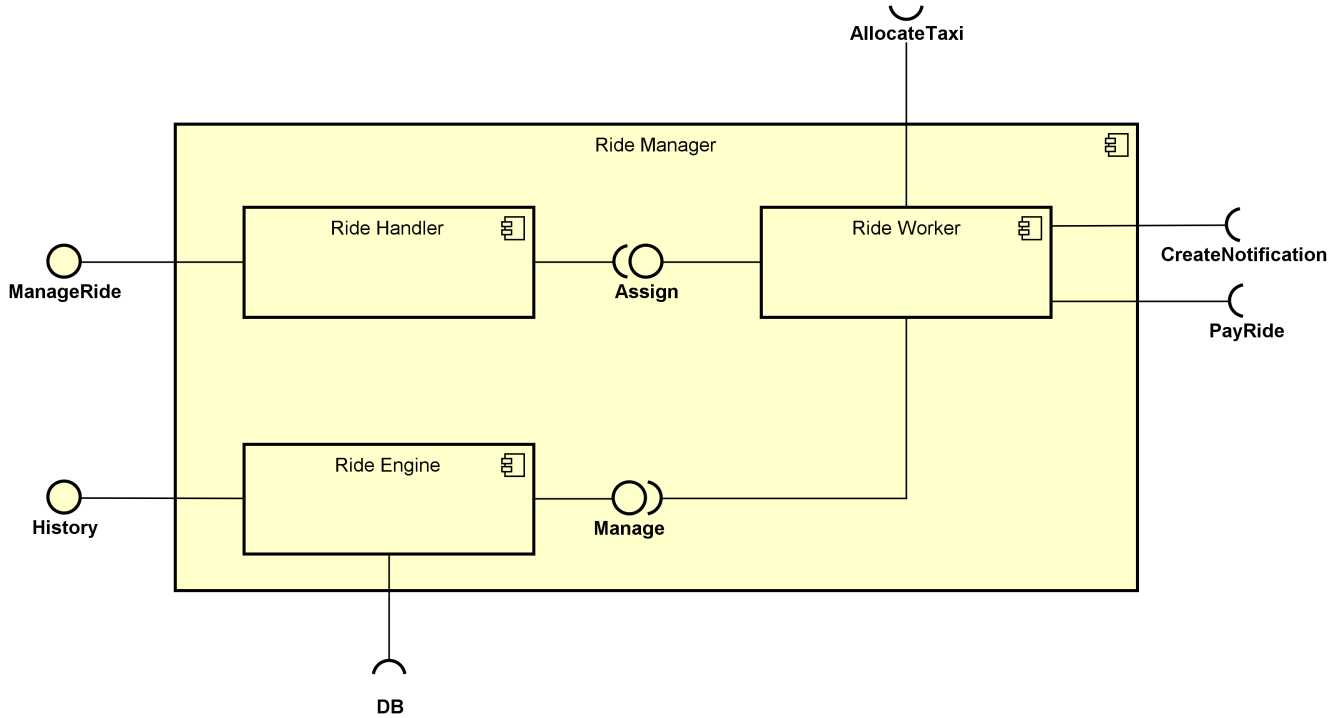 AllocateTaxi
Ride Manager
Ride Handler
Ride Worker
CreateNotification
ManageRide
Assign
PayRide
Ride Engine
History
Manage
DB